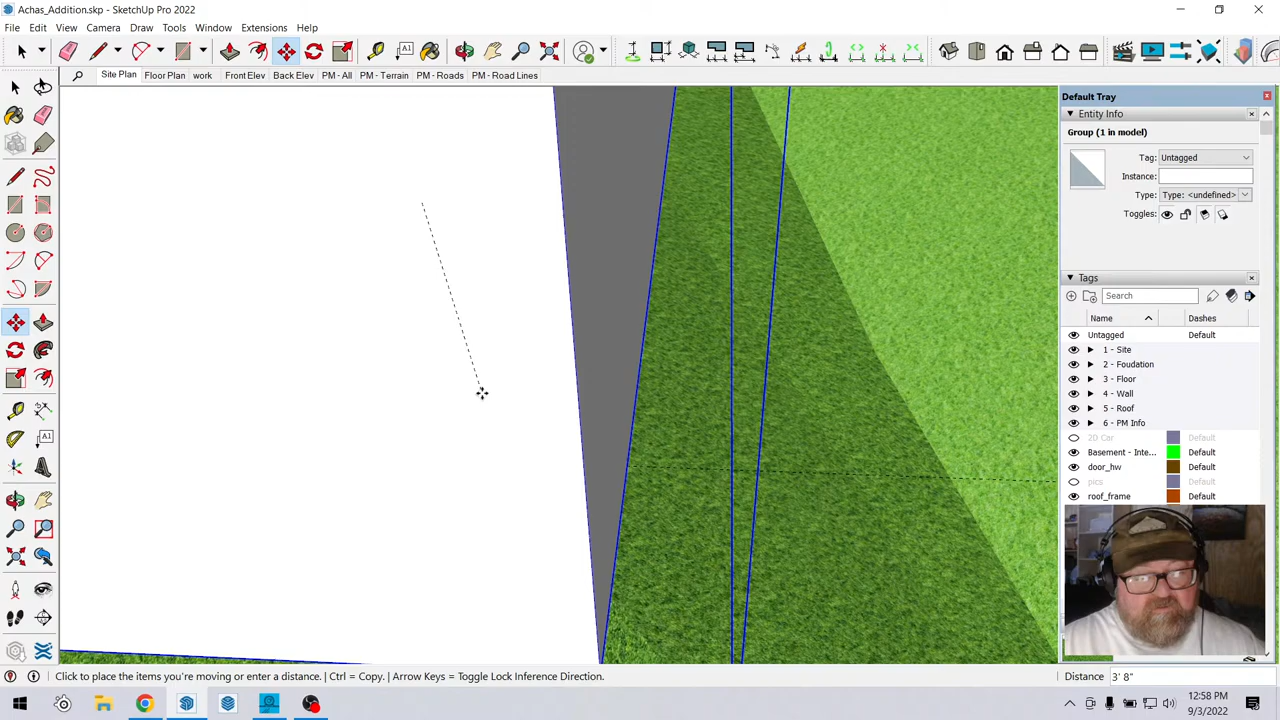 Achas_Addition.skp - SketchUp Pro 2022
File Edit View Camera Draw Tools Window Extensions Help
A1
Site Plan Floor Plan work Front Elev Back Elev PM - All PM - Terrain PM - Roads PM - Road Lines
Default Tray
Entity Info
Group (1 in model)
Tag: Untagged
Instance:
Type: Type: <undefined>
Toggles:
Tags
Search
Name Dashes
Untagged Default
1 - Site
2 - Foudation
3 - Floor
4 - Wall
5 - Roof
6 - PM Info
2D Car Default
Basement - Inte... Default
door_hw Default
pics Default
roof_frame Default
A1
Click to place the items you're moving or enter a distance. | Ctrl = Copy. | Arrow Keys = Toggle Lock Inference Direction.
Distance 3' 8"
12:58 PM
9/3/2022